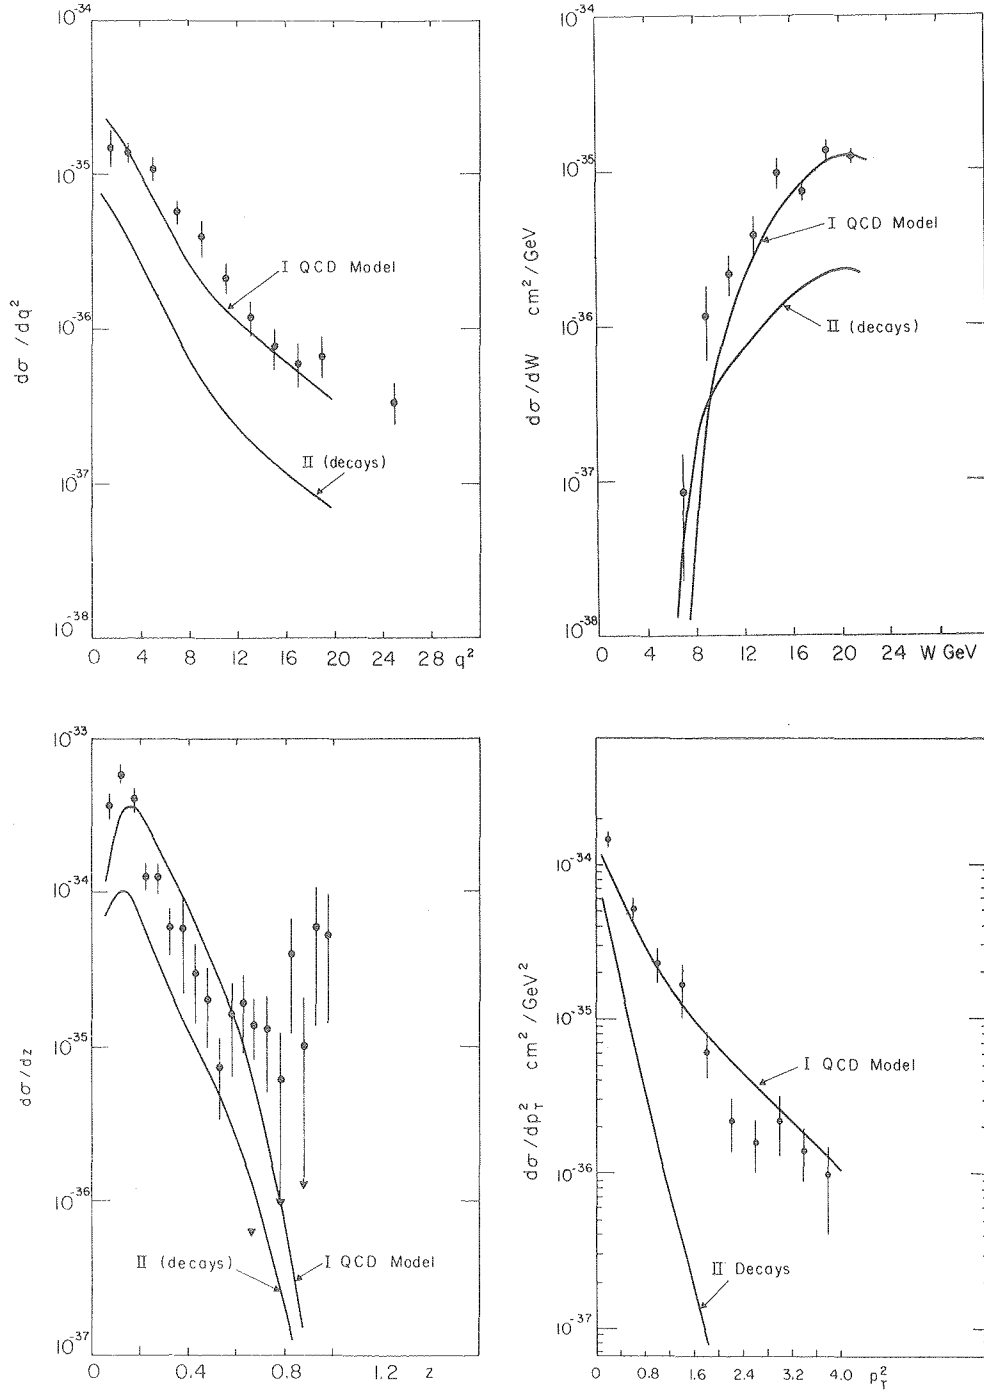 10-34
10-35
10-36
10-37
10-38
dσ/dq2
I QCD Model
II (decays)
0 4 8 12 16 20 24 28 q2
10-34
10-35
10-36
10-37
10-38
dσ/dW cm2/GeV
I QCD Model
II (decays)
0 4 8 12 16 20 24 W GeV
10-33
10-34
10-35
10-36
10-37
dσ/dz
II (decays)
I QCD Model
0 0.4 0.8 1.2 z
10-34
10-35
10-36
10-37
dσ/dpT2 cm2/GeV2
I QCD Model
II Decays
0 0.8 1.6 2.4 3.2 4.0 pT2